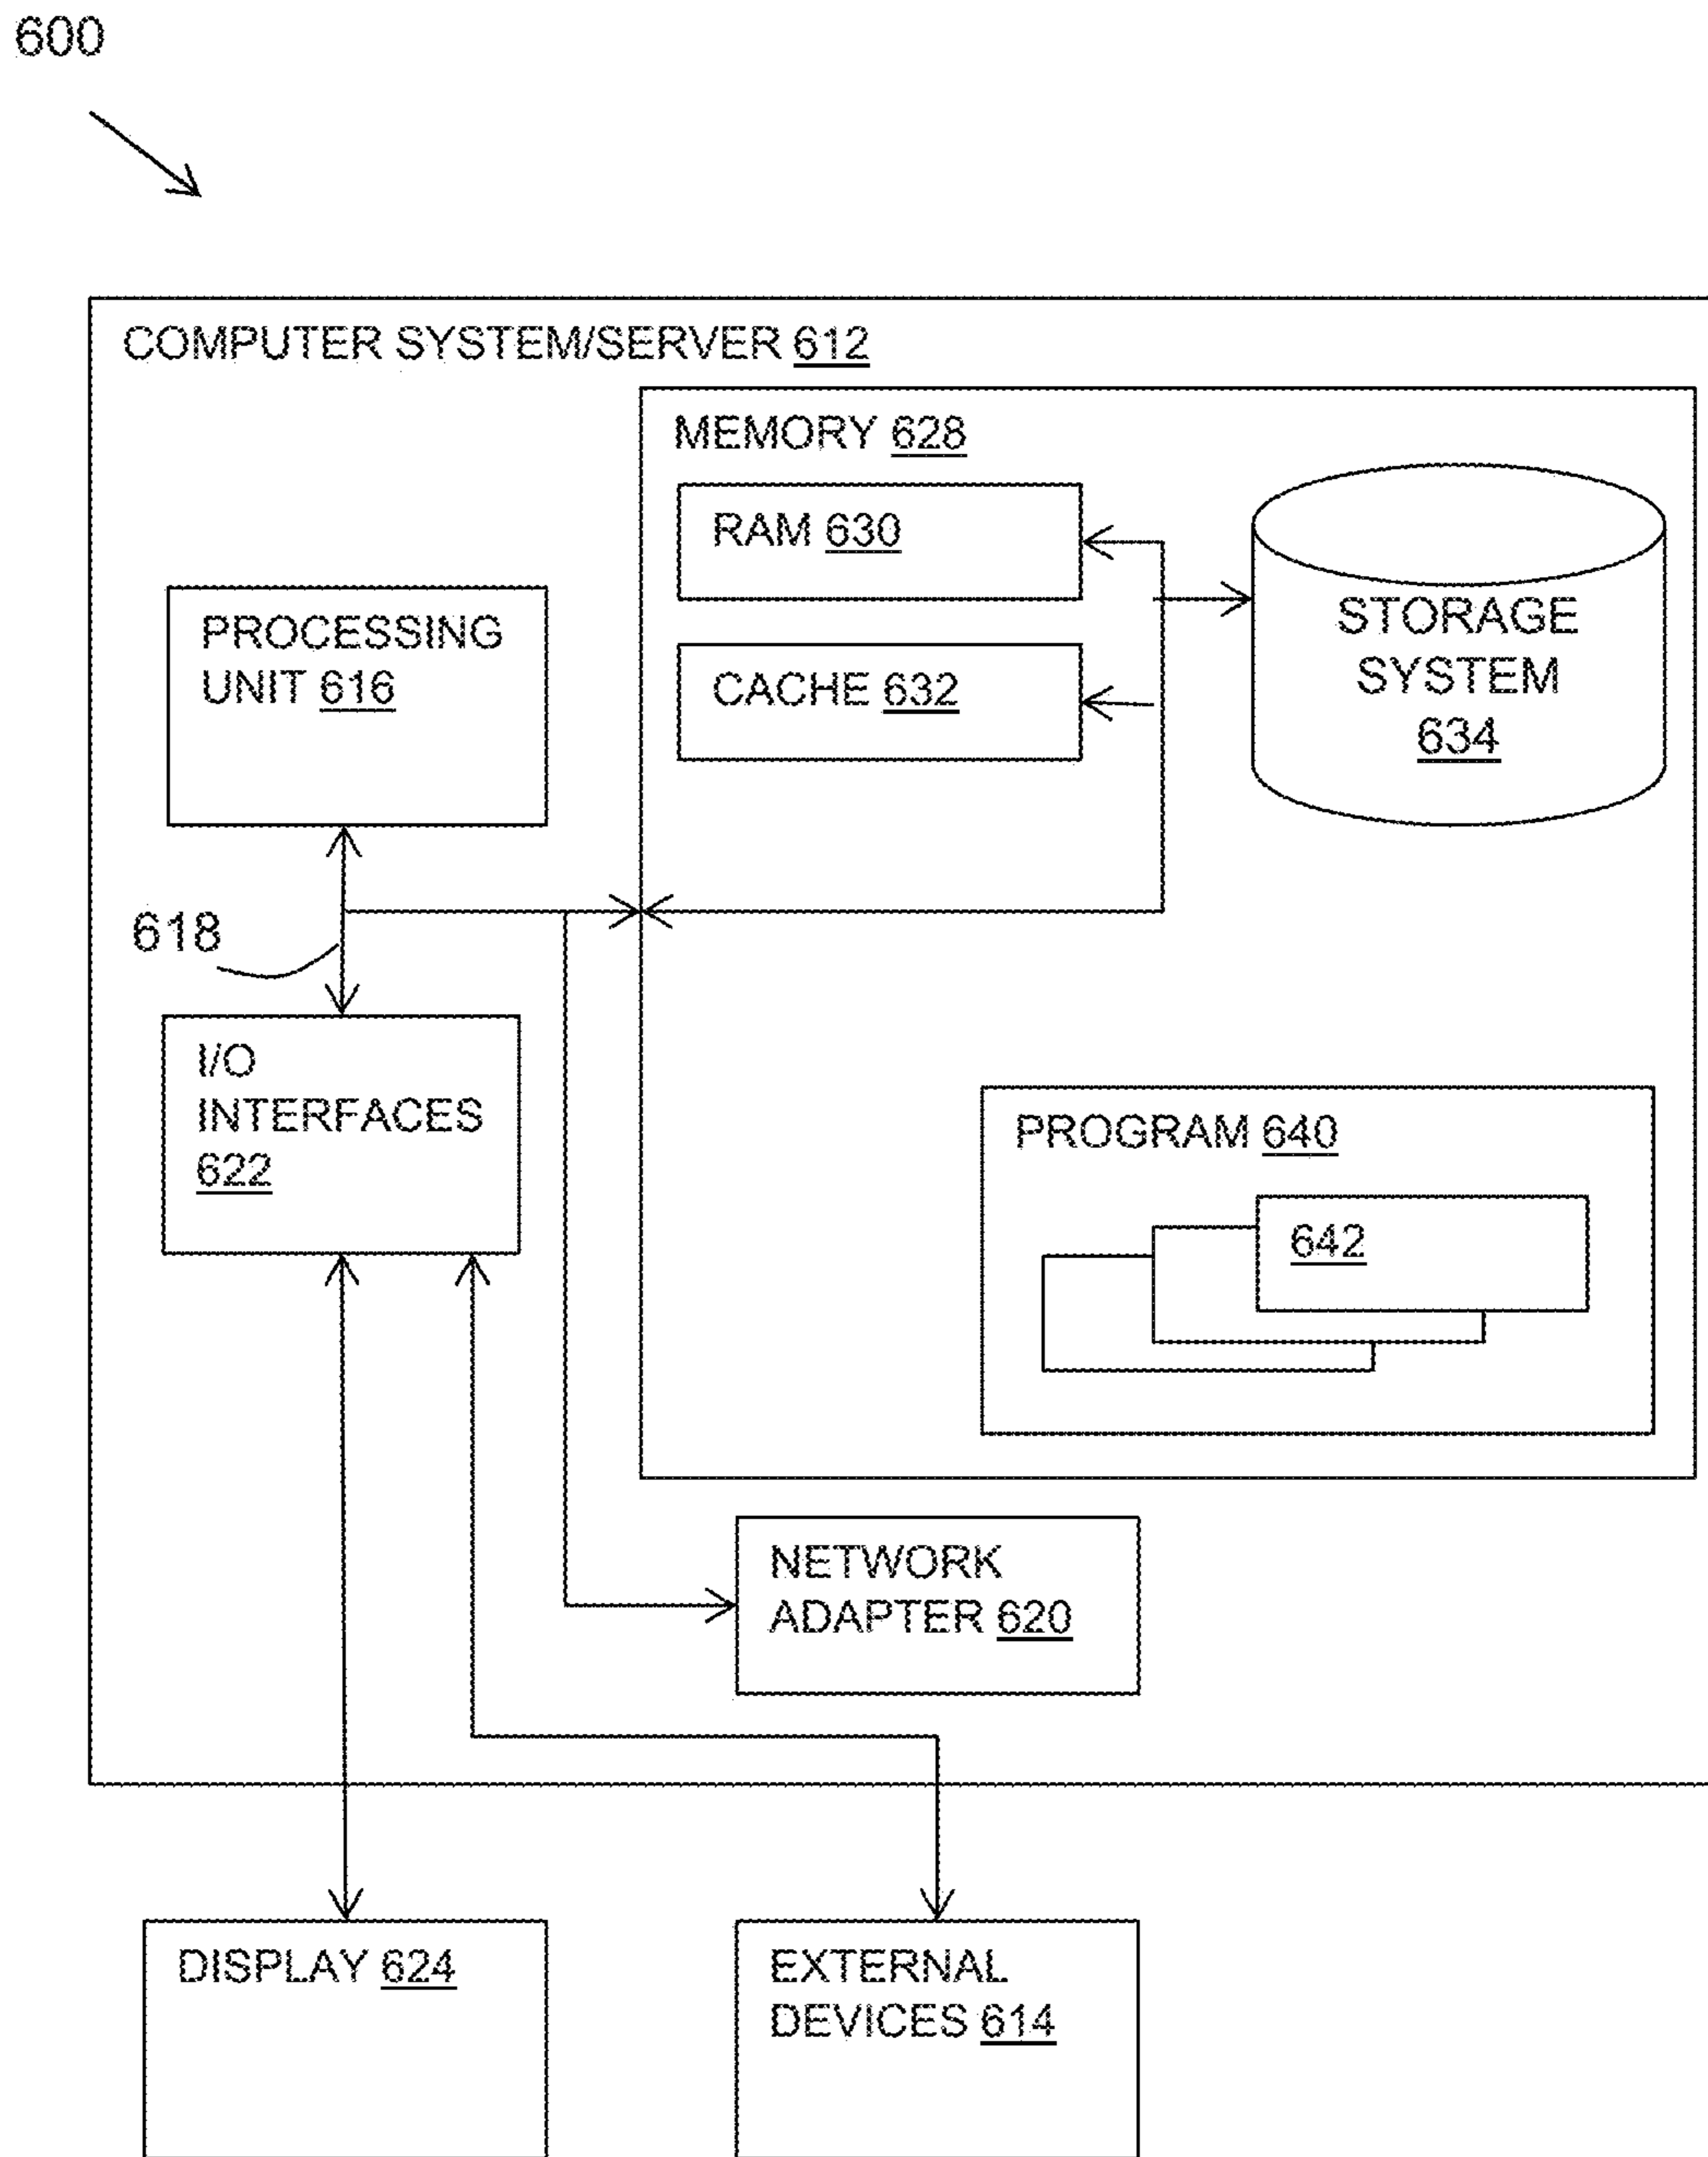 600
COMPUTER SYSTEM/SERVER 612
MEMORY 628
RAM 630
CACHE 632
STORAGE
SYSTEM
634
PROCESSING
UNIT 616
618
I/O
INTERFACES
622
PROGRAM 640
642
NETWORK
ADAPTER 620
DISPLAY 624
EXTERNAL
DEVICES 614